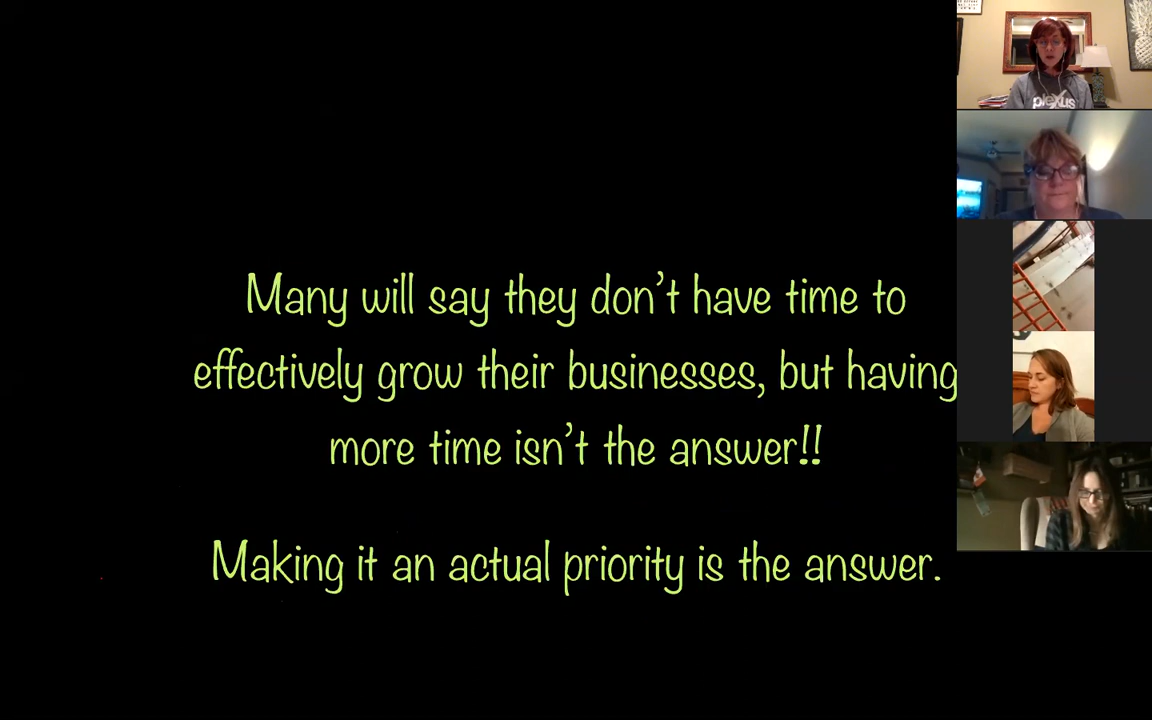 Many will say they don't have time to
effectively grow their businesses, but having
more time isn't the answer!!
Making it an actual priority is the answer.
plexus